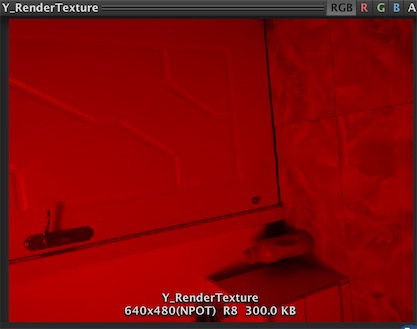 Y_RenderTexture RGB R G B A
Y_RenderTexture
640x480(NPOT) R8 300.0 KB